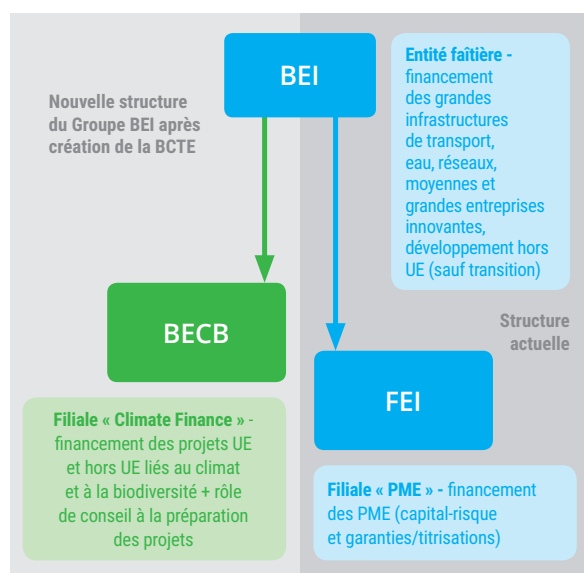 BEI
Entité faîtière -
financement
des grandes
infrastructures
de transport,
eau, réseaux,
moyennes et
grandes entreprises
innovantes,
développement hors
UE (sauf transition)
Nouvelle structure
du Groupe BEI après
création de la BCTE
BECB
Structure
actuelle
FEI
Filiale « Climate Finance » -
financement des projets UE
et hors UE liés au climat
et à la biodiversité + rôle
de conseil à la préparation
des projets
Filiale « PME » - financement
des PME (capital-risque
et garanties/titrisations)